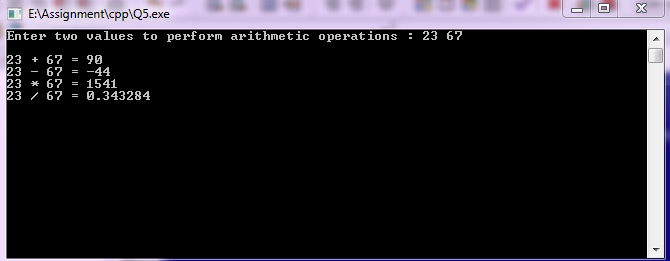 E:\Assignment\cpp\Q5.exe
Enter two values to perform arithmetic operations : 23 67
23 + 67 = 90
23 - 67 = -44
23 * 67 = 1541
23 / 67 = 0.343284